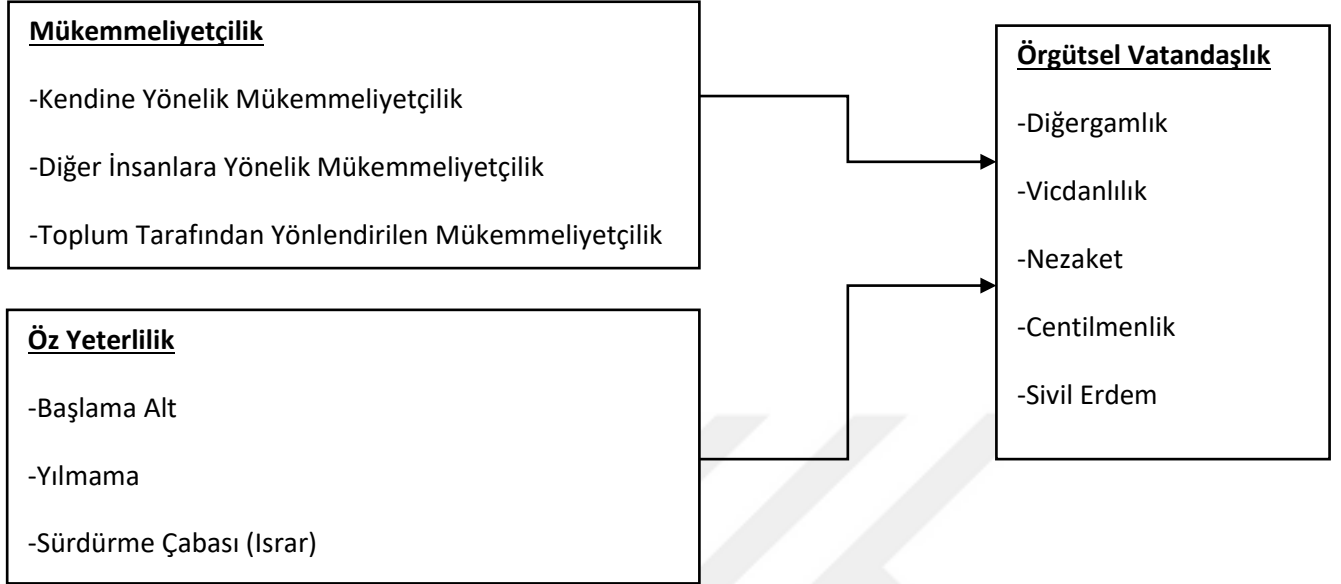 Mükemmeliyetçilik
-Kendine Yönelik Mükemmeliyetçilik
-Diğer İnsanlara Yönelik Mükemmeliyetçilik
-Toplum Tarafından Yönlendirilen Mükemmeliyetçilik
Öz Yeterlilik
-Başlama Alt
-Yılmama
-Sürdürme Çabası (Israr)
Örgütsel Vatandaşlık
-Diğergamlık
-Vicdanlılık
-Nezaket
-Centilmenlik
-Sivil Erdem